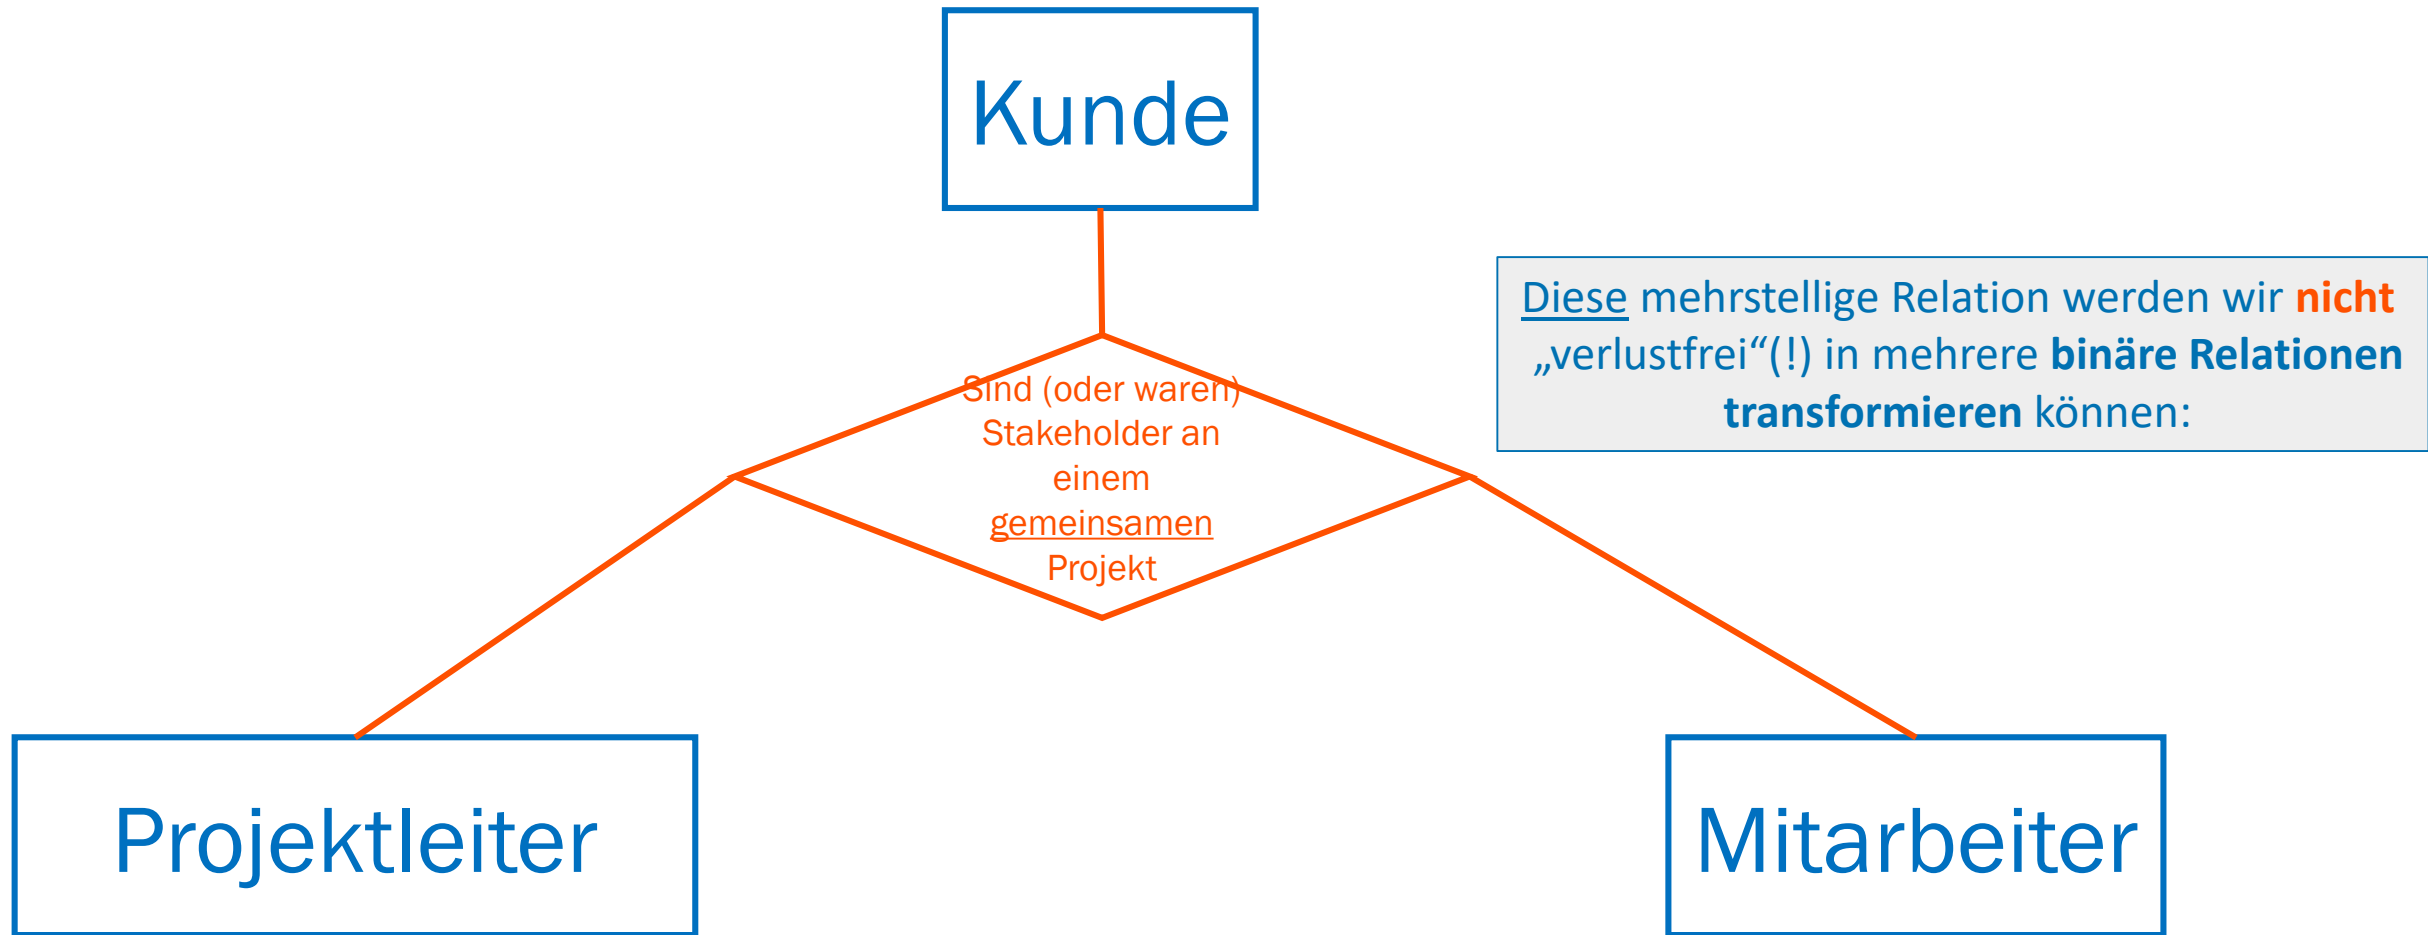 Kunde
Diese mehrstellige Relation werden wir nicht
„verlustfrei“(!) in mehrere binäre Relationen
transformieren können:
Sind (oder waren)
Stakeholder an
einem
gemeinsamen
Projekt
Projektleiter
Mitarbeiter